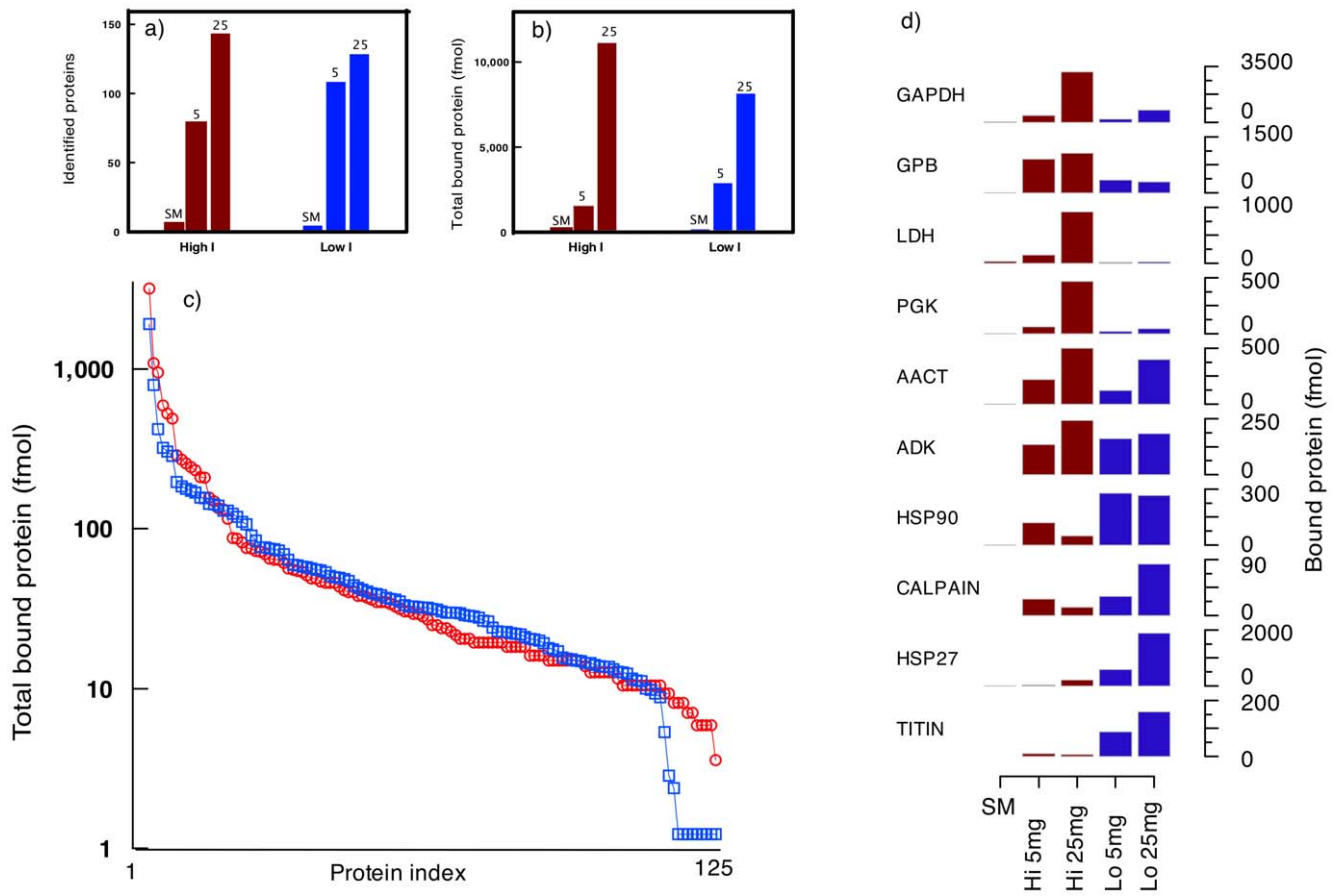 a)
Identified proteins
150
100
50
0
SM
5
25
SM
5
25
High I
Low I
b)
Total bound protein (fmol)
10,000
5,000
0
SM
5
25
SM
5
25
High I
Low I
c)
Total bound protein (fmol)
1,000
100
10
1
1
Protein index
125
d)
GAPDH
3500
0
GPB
1500
0
LDH
1000
0
PGK
500
0
AACT
500
0
ADK
250
0
HSP90
300
0
CALPAIN
90
0
HSP27
2000
0
TITIN
200
0
Bound protein (fmol)
SM
Hi 5mg
Hi 25mg
Lo 5mg
Lo 25mg